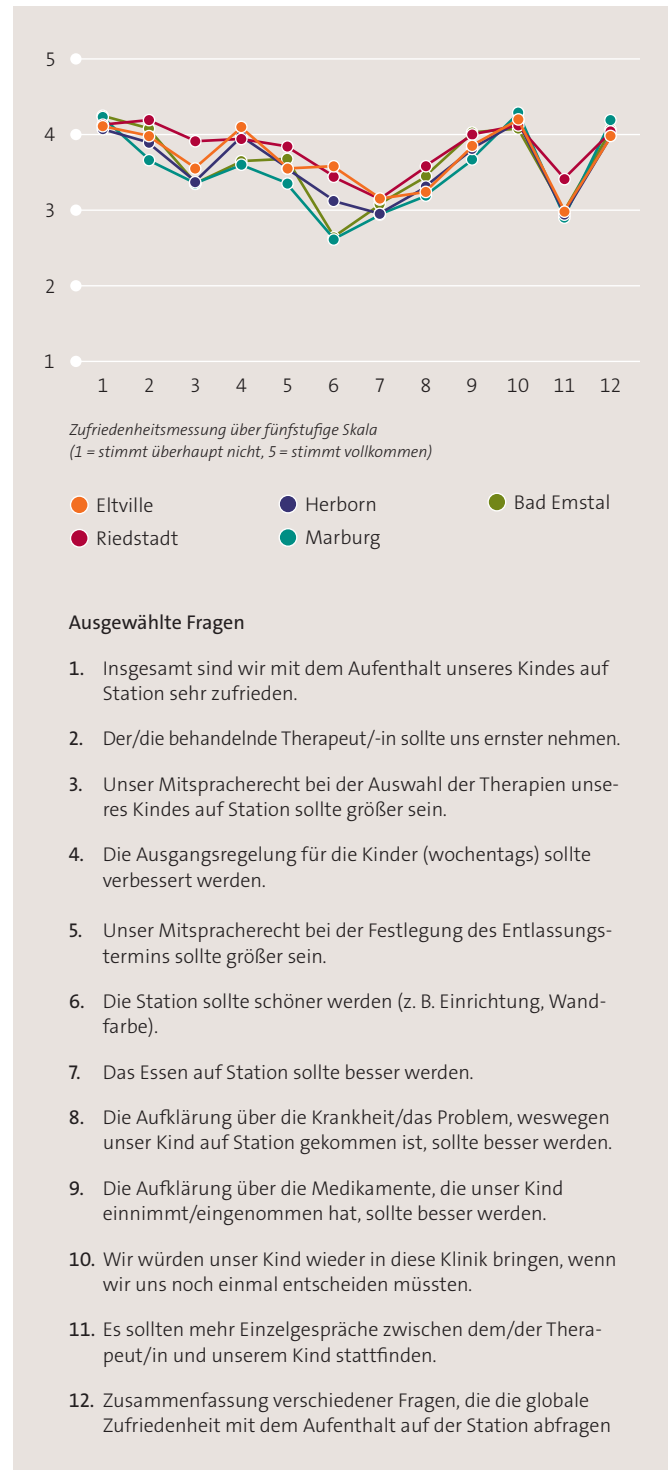 5
4
3
2
1
1 2 3 4 5 6 7 8 9 10 11 12
Zufriedenheitsmessung über fünfstufige Skala
(1 = stimmt überhaupt nicht, 5 = stimmt vollkommen)
Eltville Herborn Bad Emstal
Riedstadt Marburg
Ausgewählte Fragen
1. Insgesamt sind wir mit dem Aufenthalt unseres Kindes auf
Station sehr zufrieden.
2. Der/die behandelnde Therapeut/-in sollte uns ernster nehmen.
3. Unser Mitspracherecht bei der Auswahl der Therapien unse-
res Kindes auf Station sollte größer sein.
4. Die Ausgangsregelung für die Kinder (wochentags) sollte
verbessert werden.
5. Unser Mitspracherecht bei der Festlegung des Entlassungs-
termins sollte größer sein.
6. Die Station sollte schöner werden (z. B. Einrichtung, Wand-
farbe).
7. Das Essen auf Station sollte besser werden.
8. Die Aufklärung über die Krankheit/das Problem, weswegen
unser Kind auf Station gekommen ist, sollte besser werden.
9. Die Aufklärung über die Medikamente, die unser Kind
einnimmt/eingenommen hat, sollte besser werden.
10. Wir würden unser Kind wieder in diese Klinik bringen, wenn
wir uns noch einmal entscheiden müssten.
11. Es sollten mehr Einzelgespräche zwischen dem/der Thera-
peut/in und unserem Kind stattfinden.
12. Zusammenfassung verschiedener Fragen, die die globale
Zufriedenheit mit dem Aufenthalt auf der Station abfragen